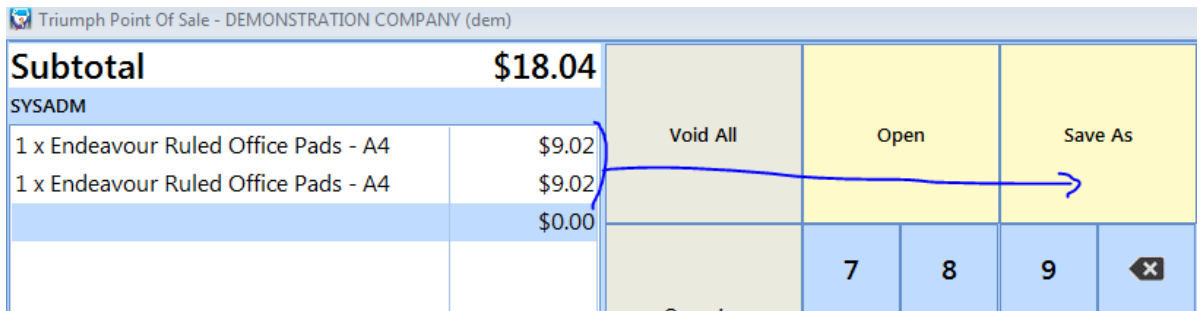 Triumph Point Of Sale - DEMONSTRATION COMPANY (dem)
Subtotal $18.04
SYSADM
1 x Endeavour Ruled Office Pads - A4 $9.02
1 x Endeavour Ruled Office Pads - A4 $9.02
$0.00
Void All Open Save As
7 8 9